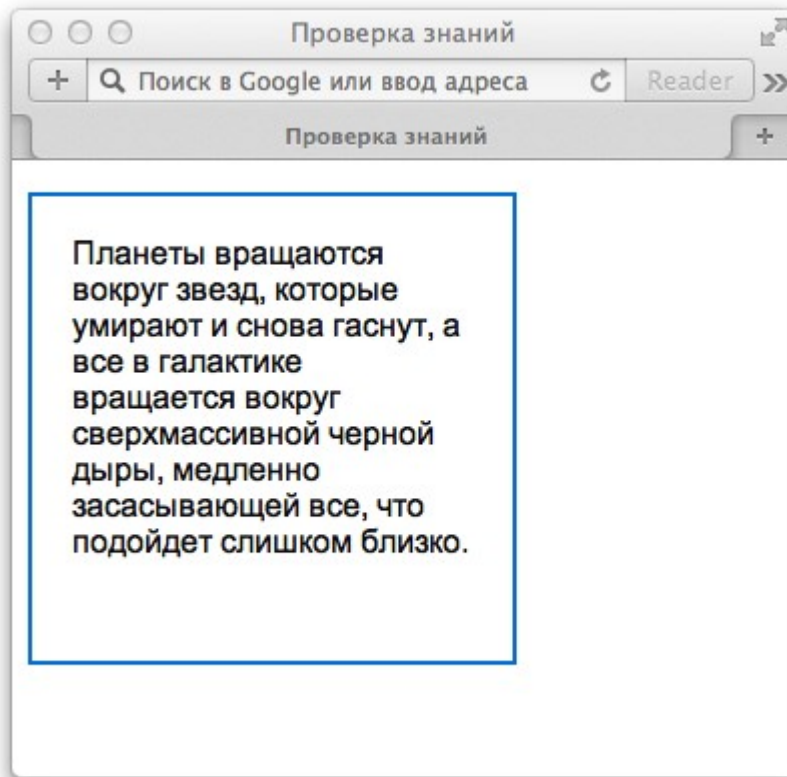 Проверка знаний
Поиск в Google или ввод адреса
Reader
Проверка знаний
Планеты вращаются
вокруг звезд, которые
умирают и снова гаснут, а
все в галактике
вращается вокруг
сверхмассивной черной
дыры, медленно
засасывающей все, что
подойдет слишком близко.